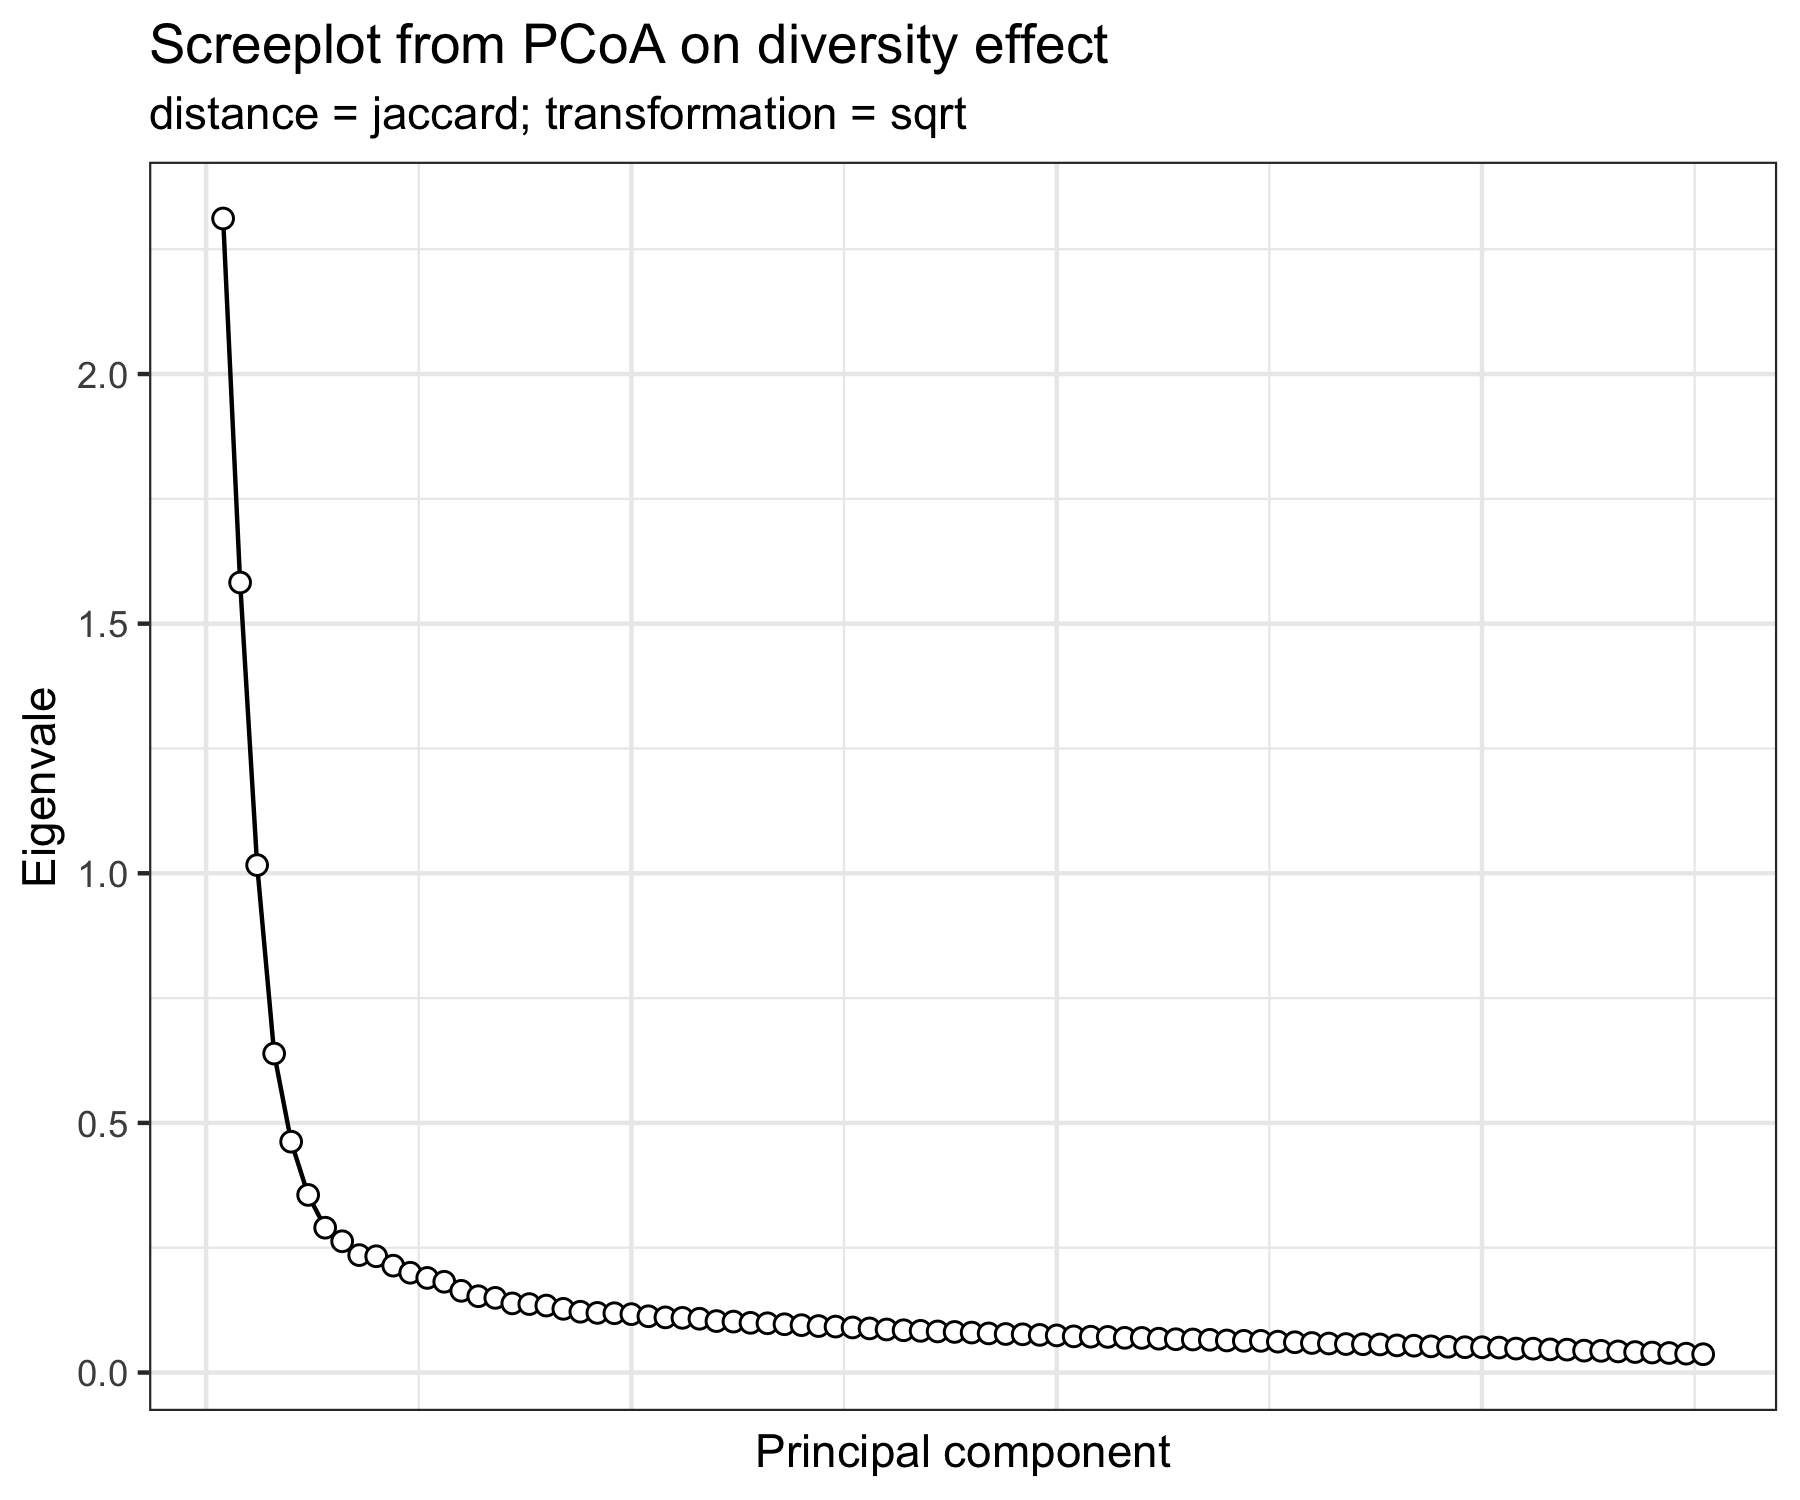 Screeplot from PCoA on diversity effect
distance = jaccard; transformation = sqrt
Eigenvale
2.0
1.5
1.0
0.5
0.0
Principal component